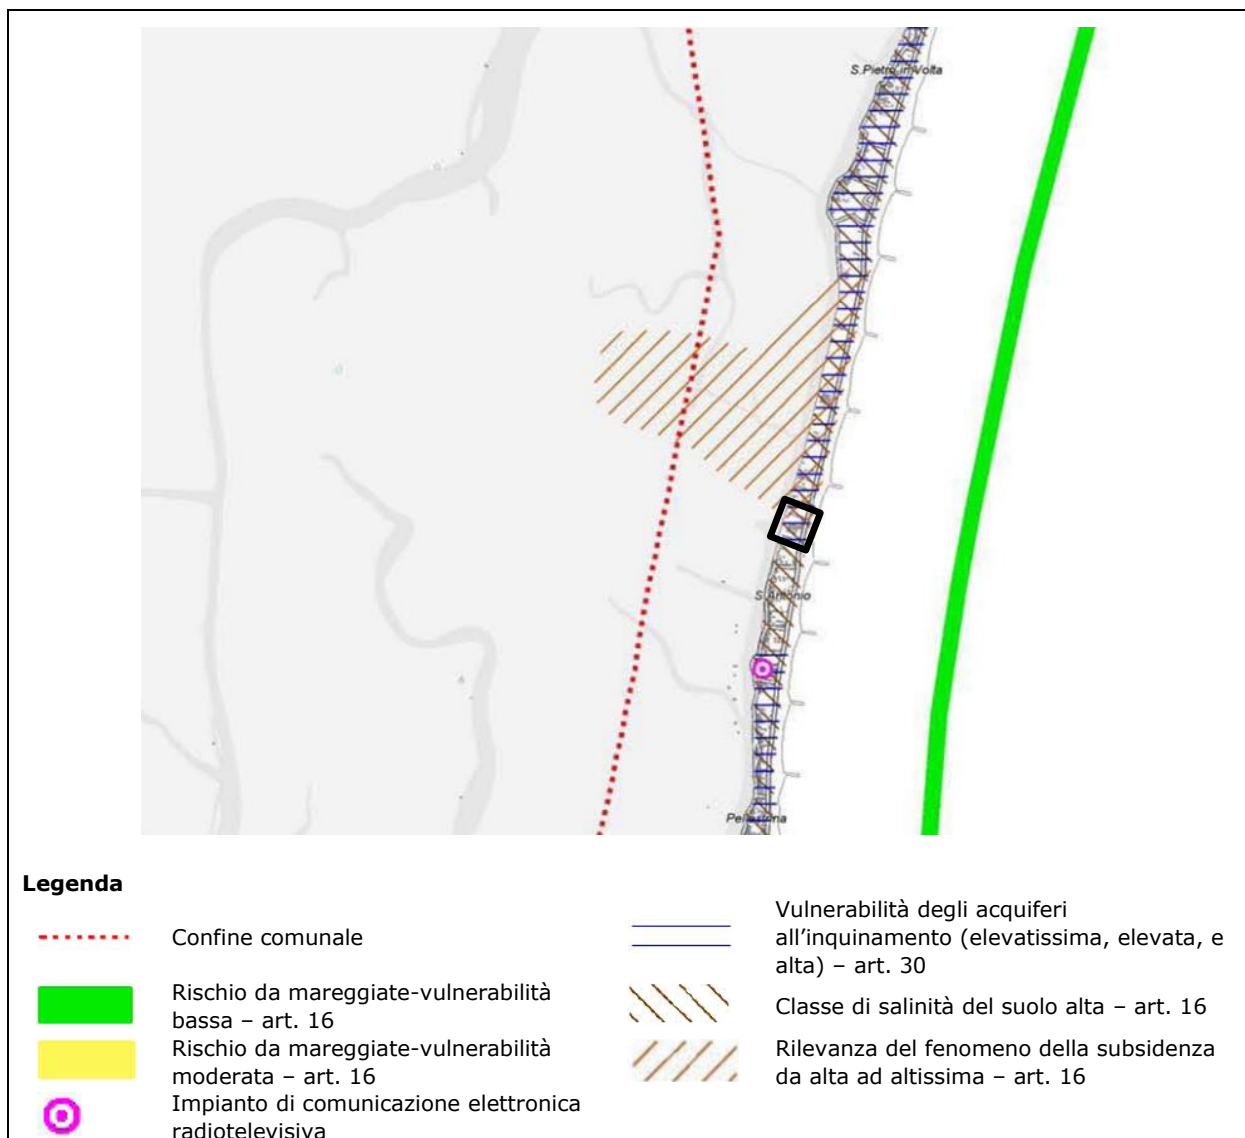 S.Pietro in Volta
S.Antonio
Pellestrina
Legenda
Confine comunale
Rischio da mareggiate-vulnerabilità
bassa – art. 16
Rischio da mareggiate-vulnerabilità
moderata – art. 16
Impianto di comunicazione elettronica
radiotelevisiva
Vulnerabilità degli acquiferi
all’inquinamento (elevatissima, elevata, e
alta) – art. 30
Classe di salinità del suolo alta – art. 16
Rilevanza del fenomeno della subsidenza
da alta ad altissima – art. 16